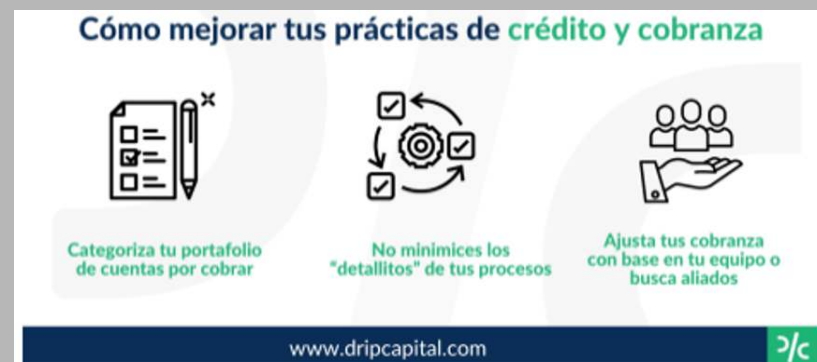 Cómo mejorar tus prácticas de crédito y cobranza
Categoriza tu portafolio
de cuentas por cobrar
No minimices los
"detallitos" de tus procesos
Ajusta tus cobranza
con base en tu equipo o
busca aliados
www.dripcapital.com